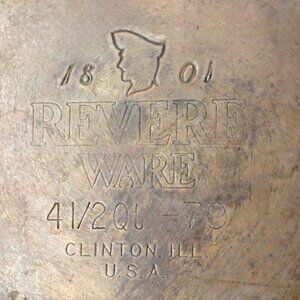 18 01
REVERE
WARE
4 1/2 Qt - 70
CLINTON, ILL.
U.S.A.